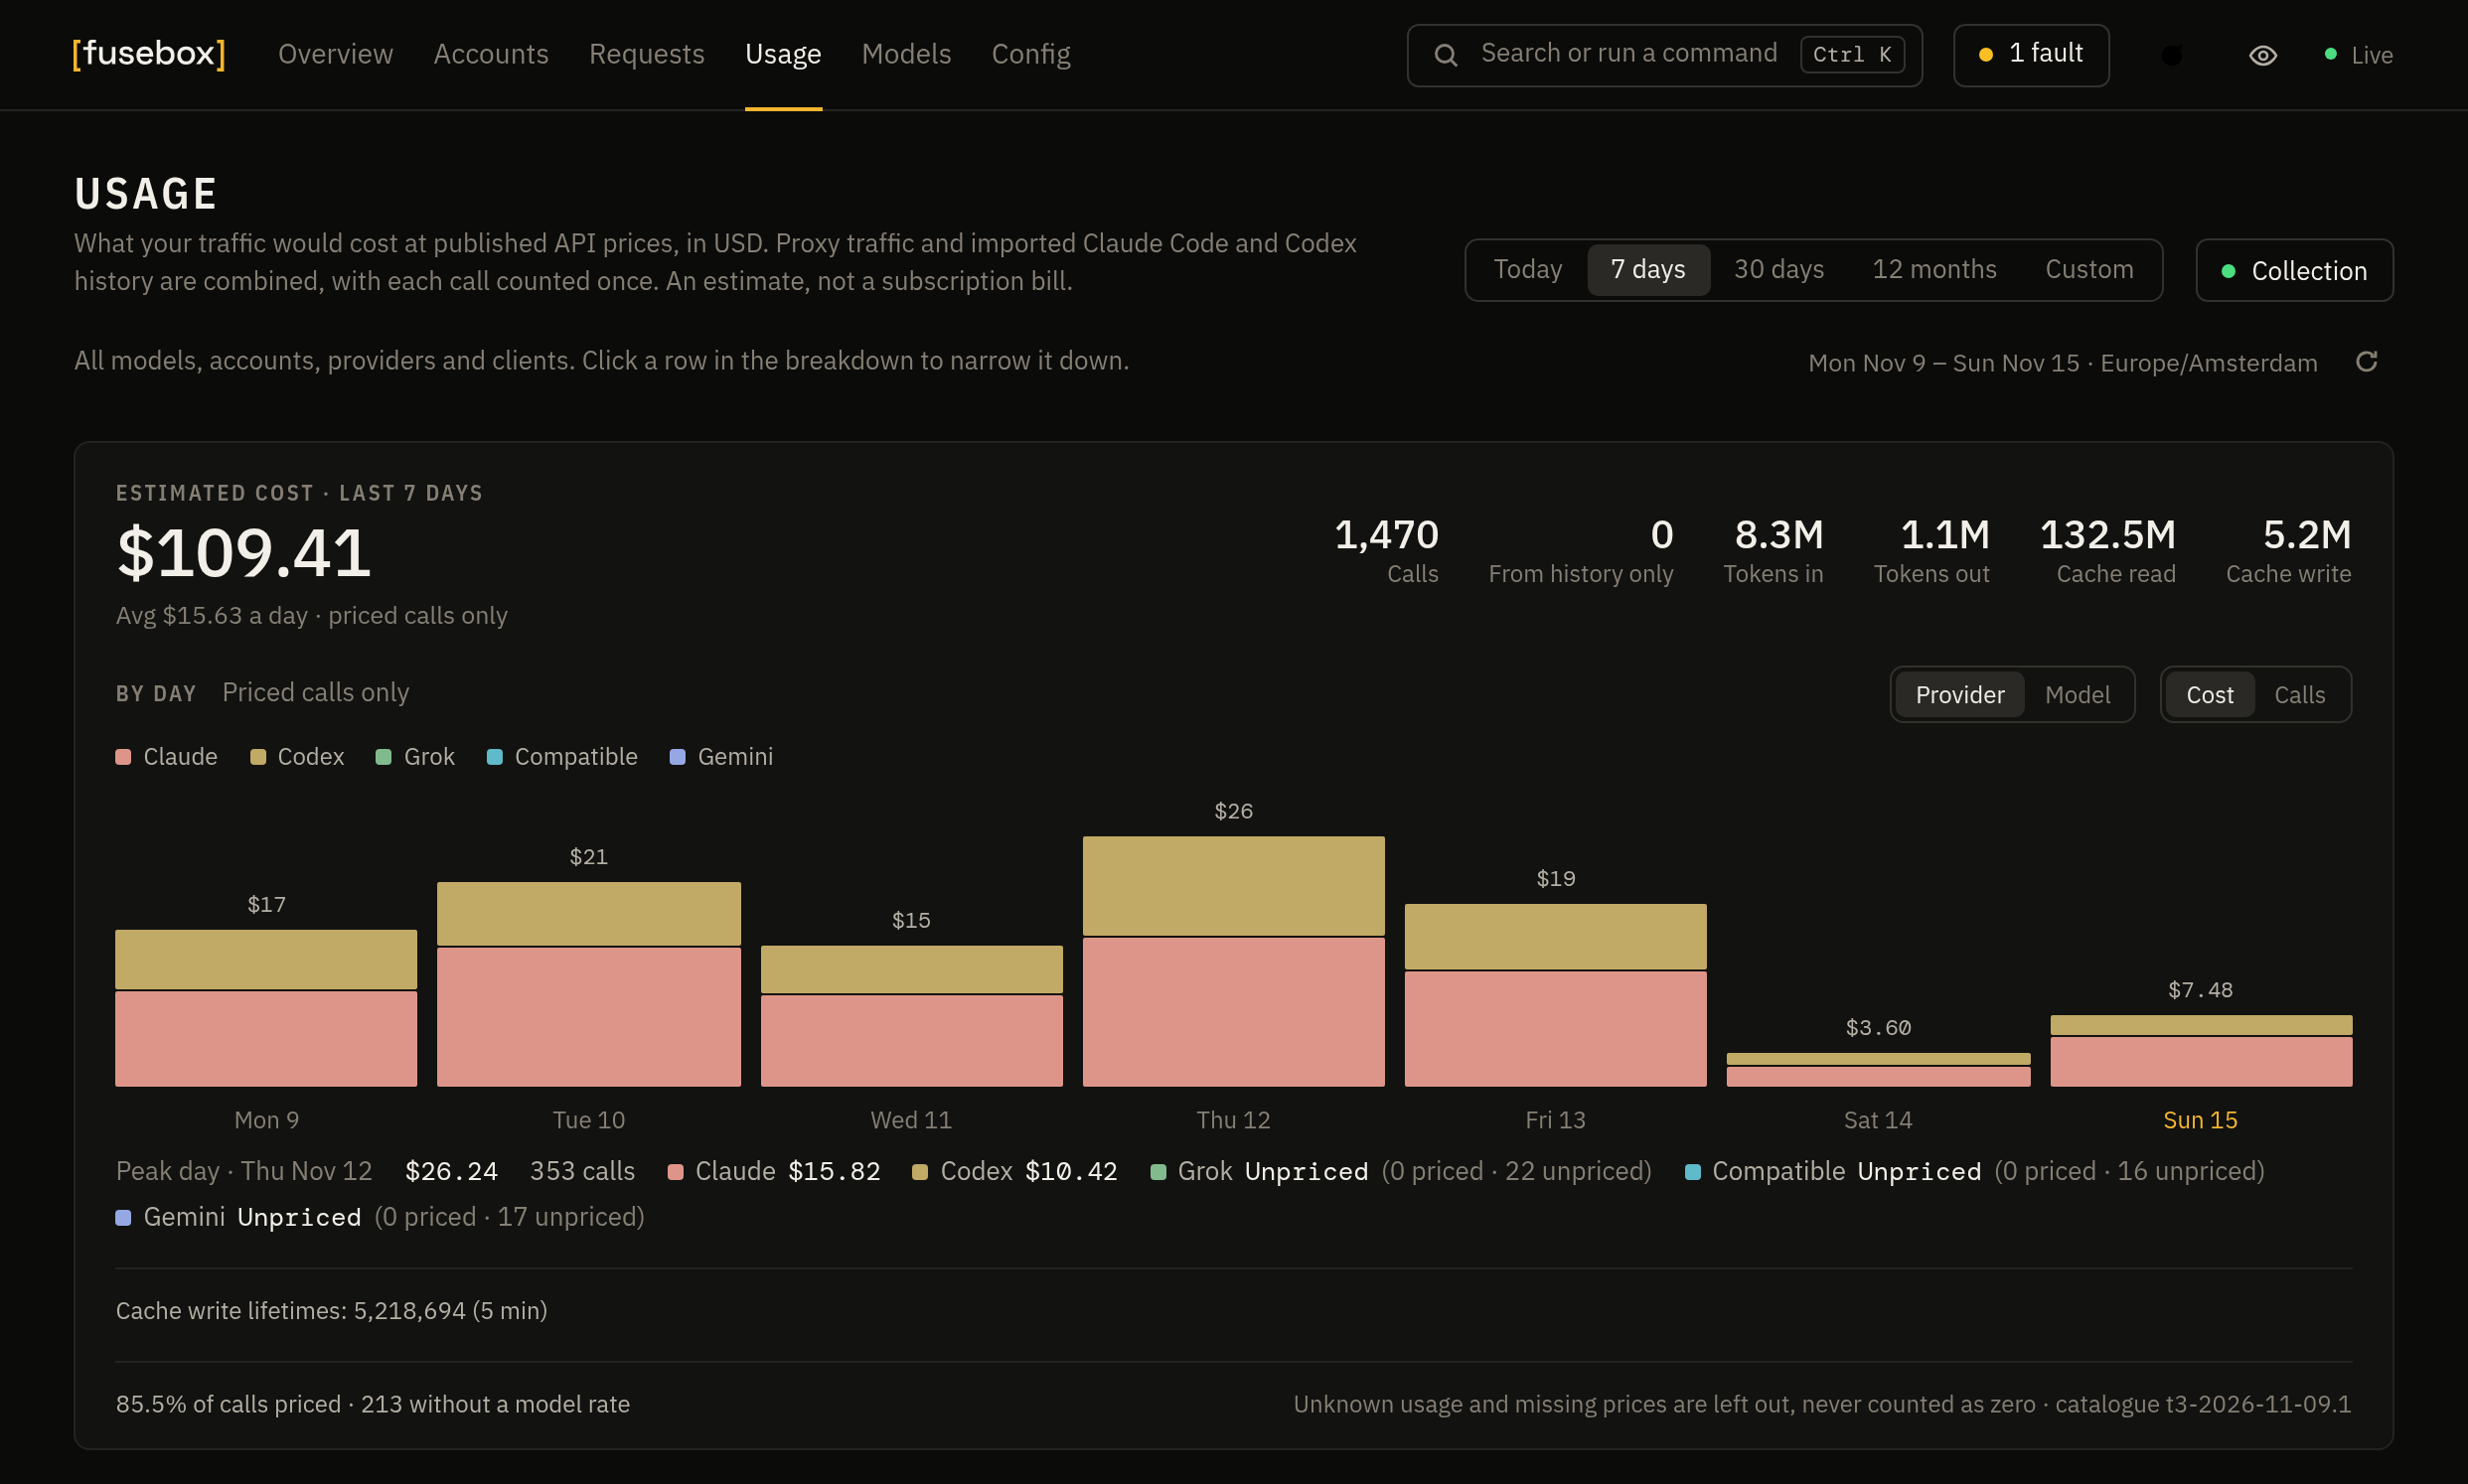 [fusebox] Overview Accounts Requests Usage Models Config Search or run a command Ctrl K 1 fault Live
USAGE
What your traffic would cost at published API prices, in USD. Proxy traffic and imported Claude Code and Codex
history are combined, with each call counted once. An estimate, not a subscription bill.
Today 7 days 30 days 12 months Custom Collection
All models, accounts, providers and clients. Click a row in the breakdown to narrow it down.
Mon Nov 9 – Sun Nov 15 · Europe/Amsterdam
ESTIMATED COST · LAST 7 DAYS
$109.41
Avg $15.63 a day · priced calls only
1,470 0 8.3M 1.1M 132.5M 5.2M
Calls From history only Tokens in Tokens out Cache read Cache write
BY DAY Priced calls only
Provider Model Cost Calls
Claude Codex Grok Compatible Gemini
$17 $21 $15 $26 $19 $3.60 $7.48
Mon 9 Tue 10 Wed 11 Thu 12 Fri 13 Sat 14 Sun 15
Peak day · Thu Nov 12 $26.24 353 calls Claude $15.82 Codex $10.42 Grok Unpriced (0 priced · 22 unpriced) Compatible Unpriced (0 priced · 16 unpriced)
Gemini Unpriced (0 priced · 17 unpriced)
Cache write lifetimes: 5,218,694 (5 min)
85.5% of calls priced · 213 without a model rate
Unknown usage and missing prices are left out, never counted as zero · catalogue t3-2026-11-09.1